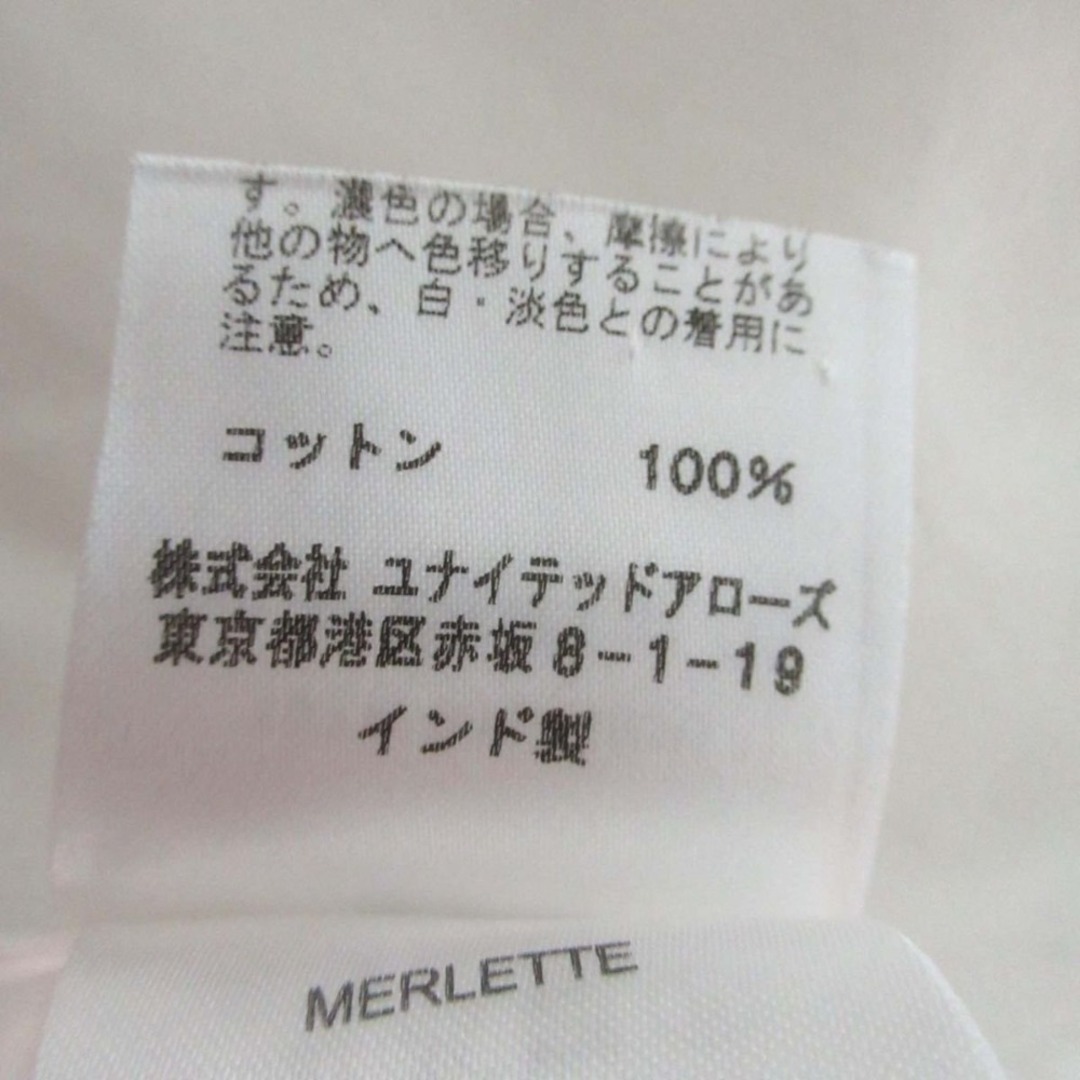 す。濃色の場合、摩擦により
他の物へ色移りすることがあ
るため、白・淡色との着用に
注意。
コットン 100%
株式会社 ユナイテッドアローズ
東京都港区赤坂8-1-19
インド製
MERLETTE